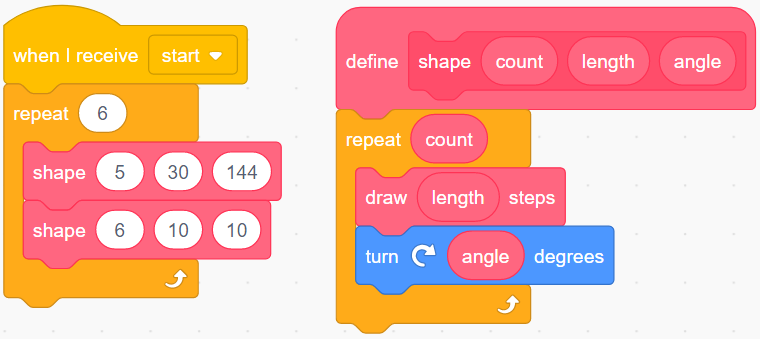 when I receive start
repeat 6
shape 5 30 144
shape 6 10 10
define shape count length angle
repeat count
draw length steps
turn angle degrees